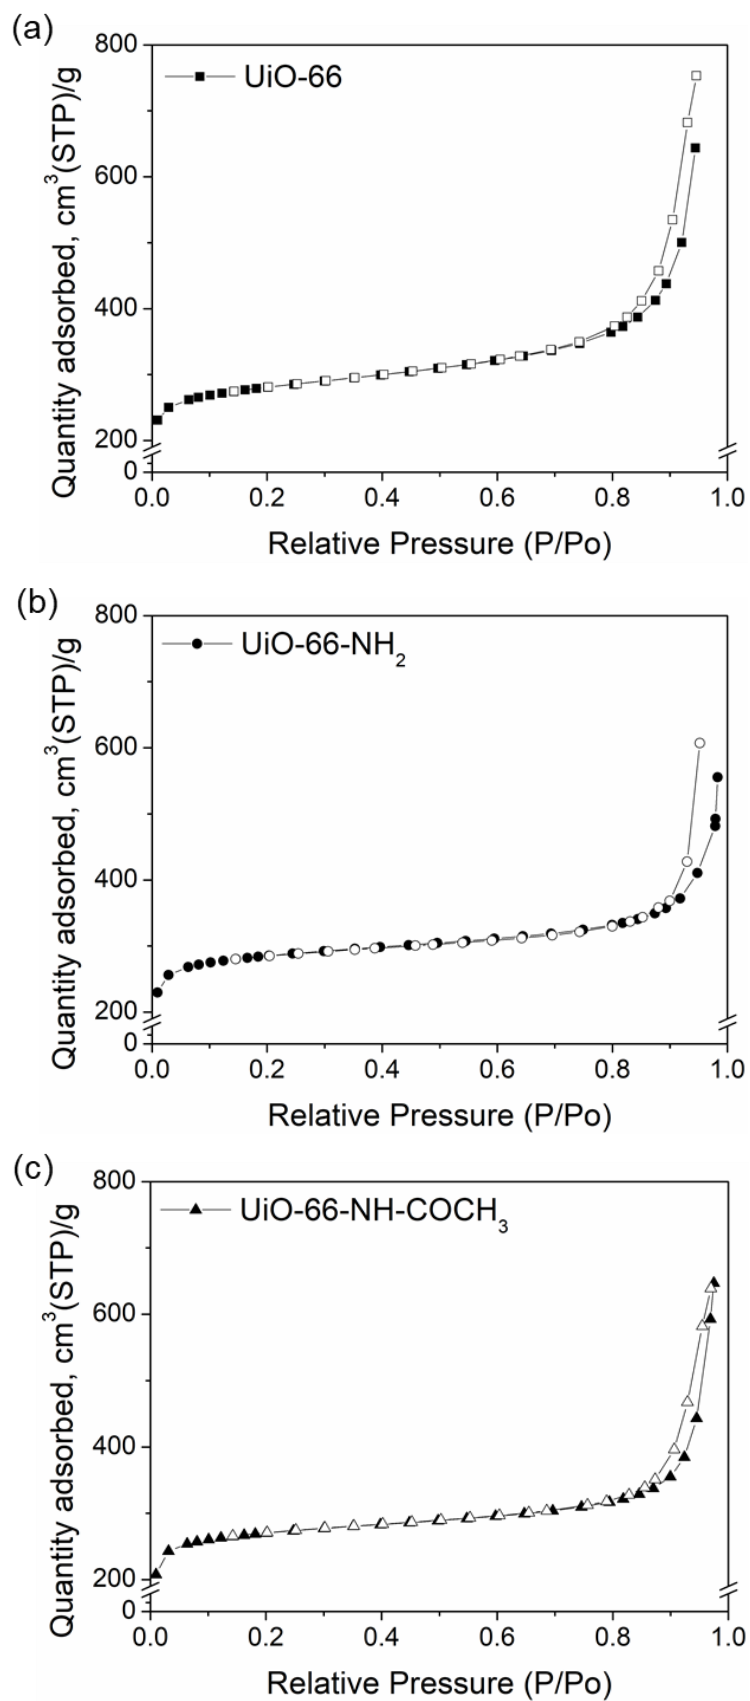 (a)
800
600
400
200
0
Quantity adsorbed, cm³(STP)/g
UiO-66
0.0 0.2 0.4 0.6 0.8 1.0
Relative Pressure (P/Po)
(b)
800
600
400
200
0
Quantity adsorbed, cm³(STP)/g
UiO-66-NH₂
0.0 0.2 0.4 0.6 0.8 1.0
Relative Pressure (P/Po)
(c)
800
600
400
200
0
Quantity adsorbed, cm³(STP)/g
UiO-66-NH-COCH₃
0.0 0.2 0.4 0.6 0.8 1.0
Relative Pressure (P/Po)